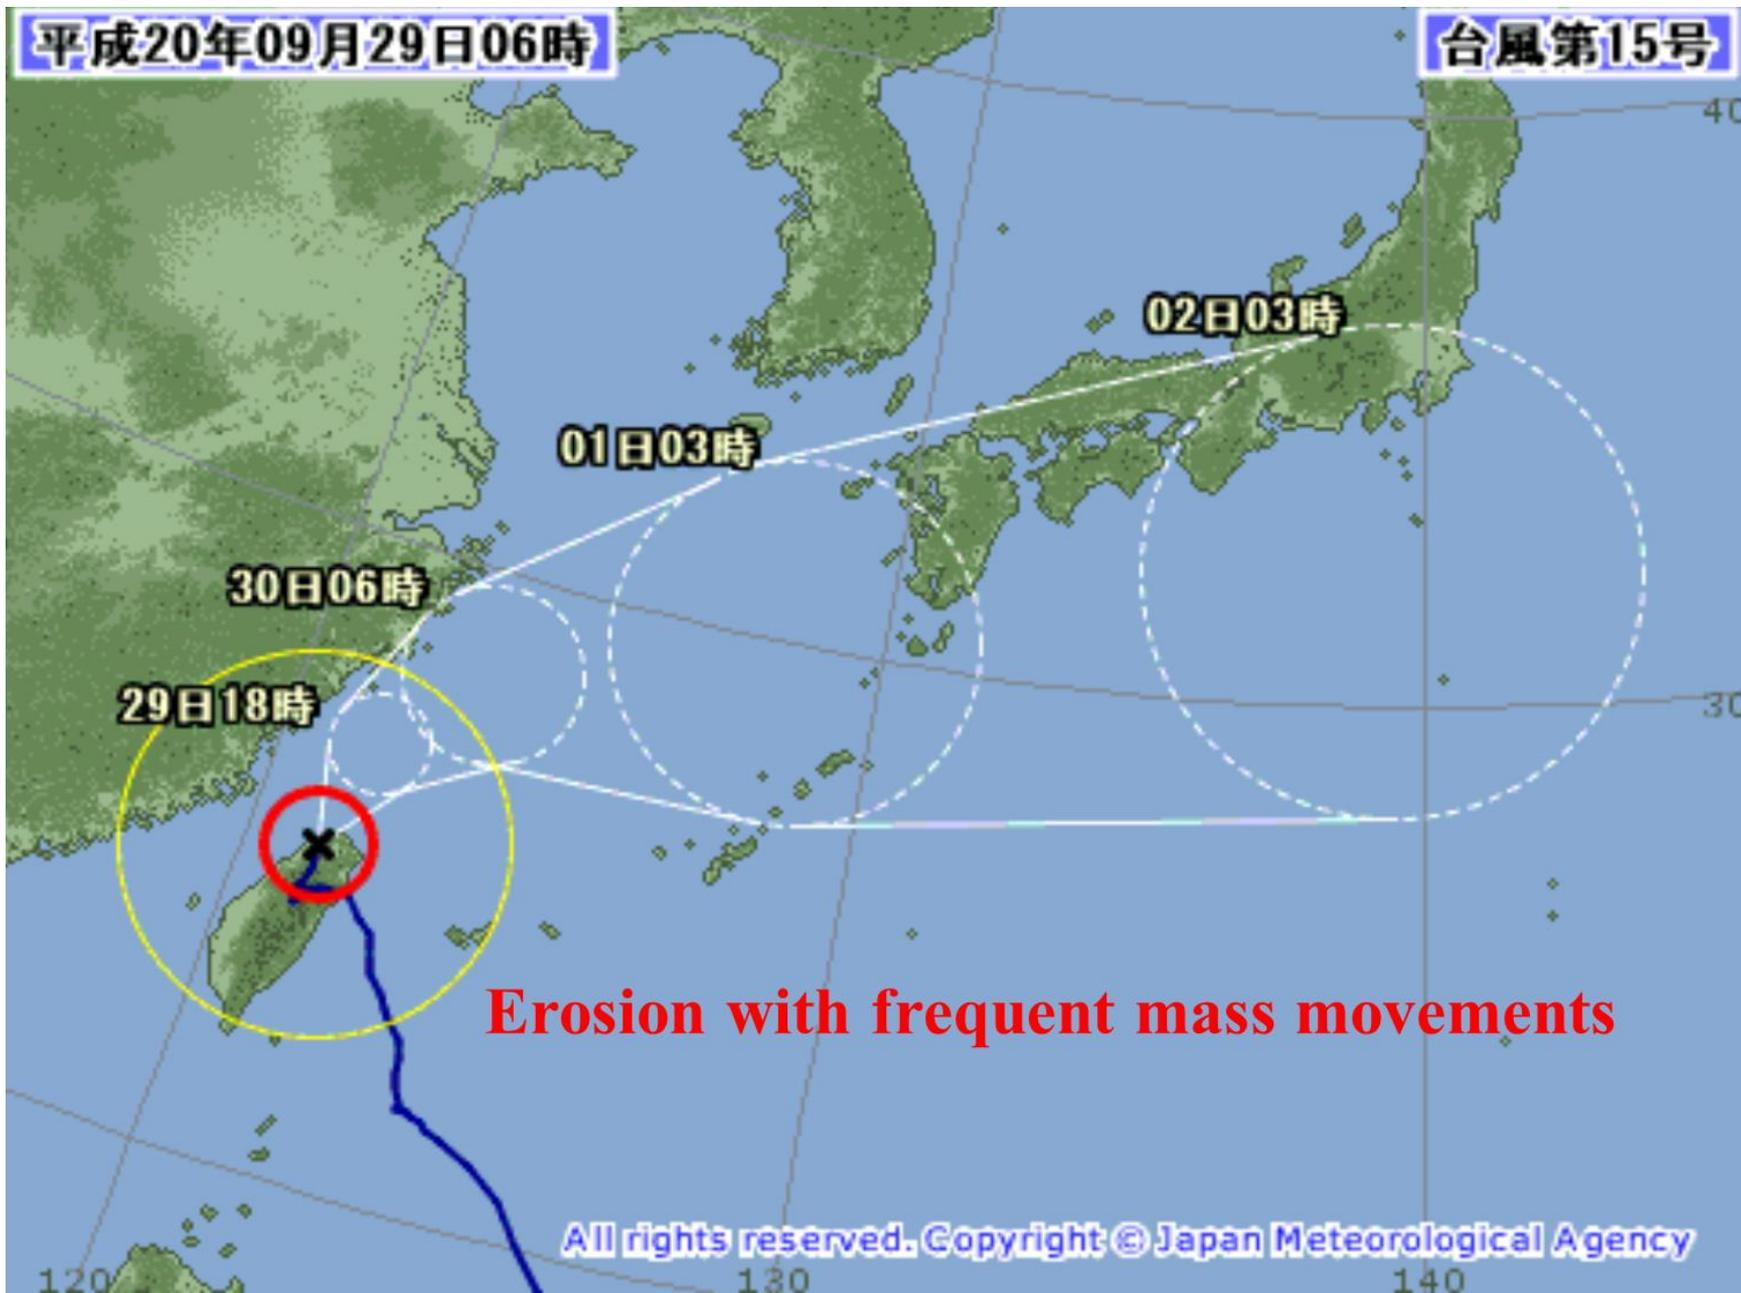 平成20年09月29日06時
台風第15号
40
02日03時
01日03時
30日06時
29日18時
30
Erosion with frequent mass movements
All rights reserved. Copyright © Japan Meteorological Agency
120
130
140